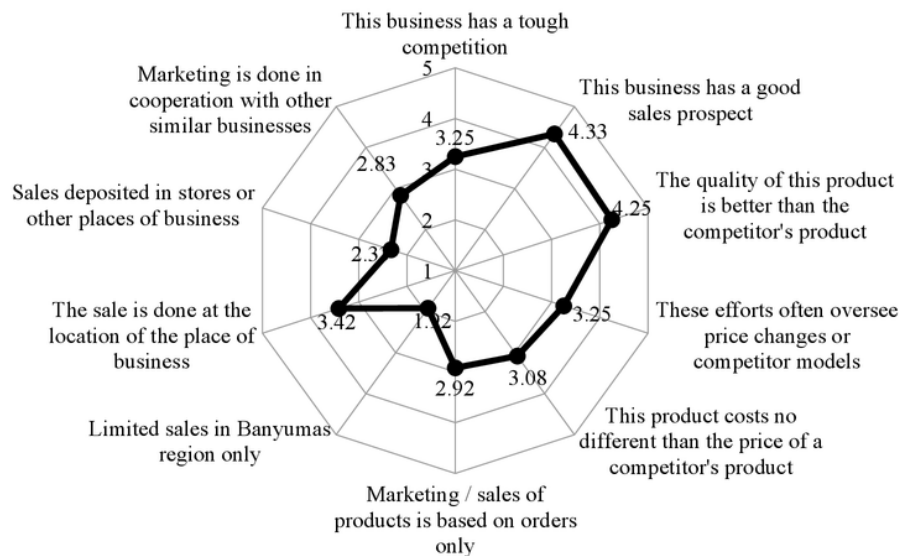 This business has a tough
competition
This business has a good
sales prospect
The quality of this product
is better than the
competitor's product
These efforts often oversee
price changes or
competitor models
This product costs no
different than the price of a
competitor's product
Marketing / sales of
products is based on orders
only
Limited sales in Banyumas
region only
The sale is done at the
location of the place of
business
Sales deposited in stores or
other places of business
Marketing is done in
cooperation with other
similar businesses
5
4
3
2
1
3.25
4.33
4.25
3.25
3.08
2.92
1.92
3.42
2.33
2.83